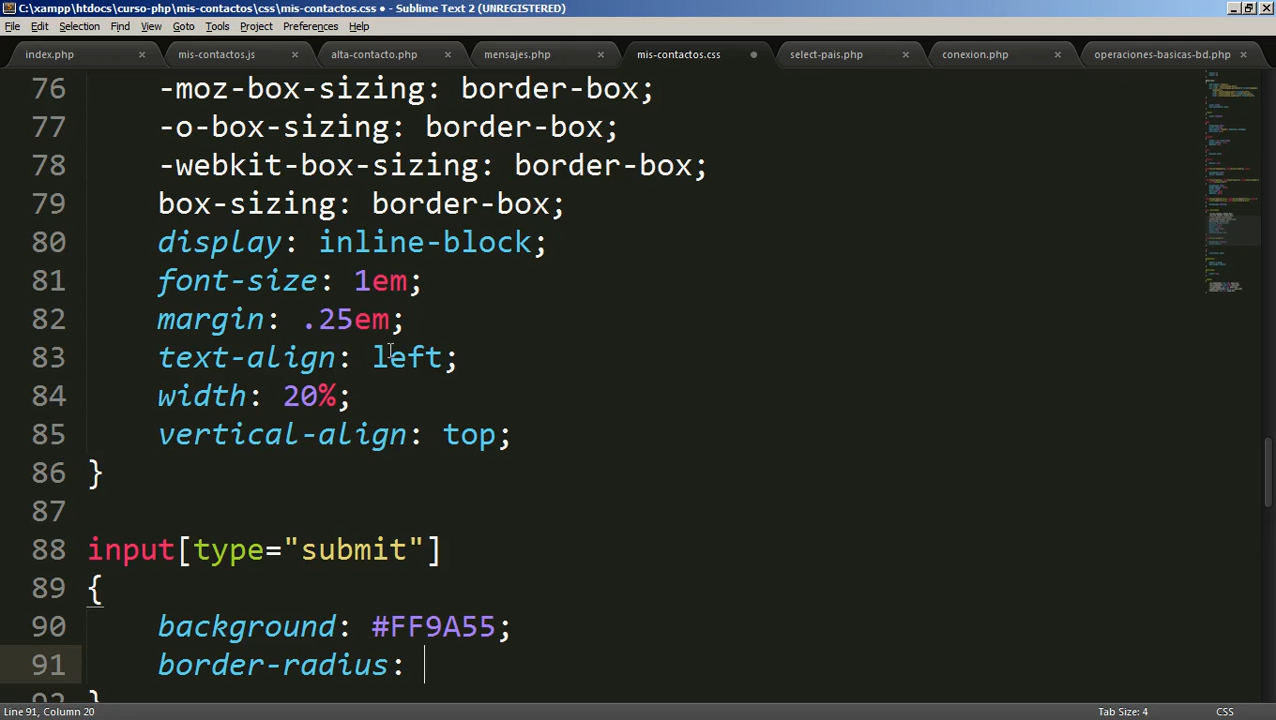 C:\xampp\htdocs\curso-php\mis-contactos\css\mis-contactos.css • - Sublime Text 2 (UNREGISTERED)
File Edit Selection Find View Goto Tools Project Preferences Help
index.php × mis-contactos.js × alta-contacto.php × mensajes.php × mis-contactos.css • select-pais.php × conexion.php × operaciones-basicas-bd.php ×
76 -moz-box-sizing: border-box;
77 -o-box-sizing: border-box;
78 -webkit-box-sizing: border-box;
79 box-sizing: border-box;
80 display: inline-block;
81 font-size: 1em;
82 margin: .25em;
83 text-align: left;
84 width: 20%;
85 vertical-align: top;
86 }
87
88 input[type="submit"]
89 {
90 background: #FF9A55;
91 border-radius:
92 }
Line 91, Column 20 Tab Size: 4 CSS